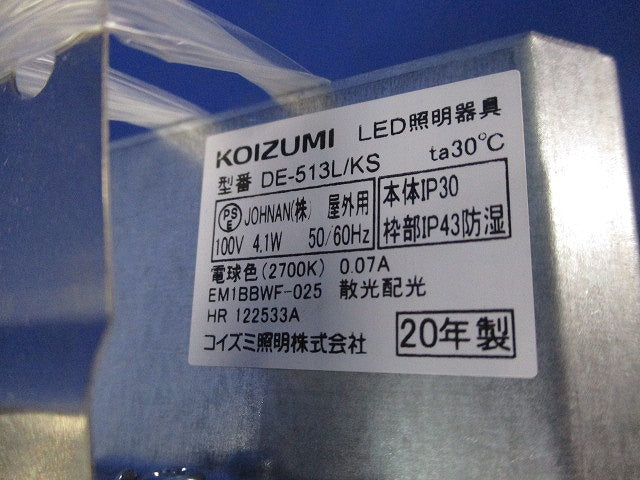 KOIZUMI LED照明器具
型番 DE-513L/KS ta30℃
PSE JOHNAN(株) 屋外用
100V 4.1W 50/60Hz
本体IP30
枠部IP43防湿
電球色(2700K) 0.07A
EM1BBWF-025 散光配光
HR 122533A
コイズミ照明株式会社
20年製